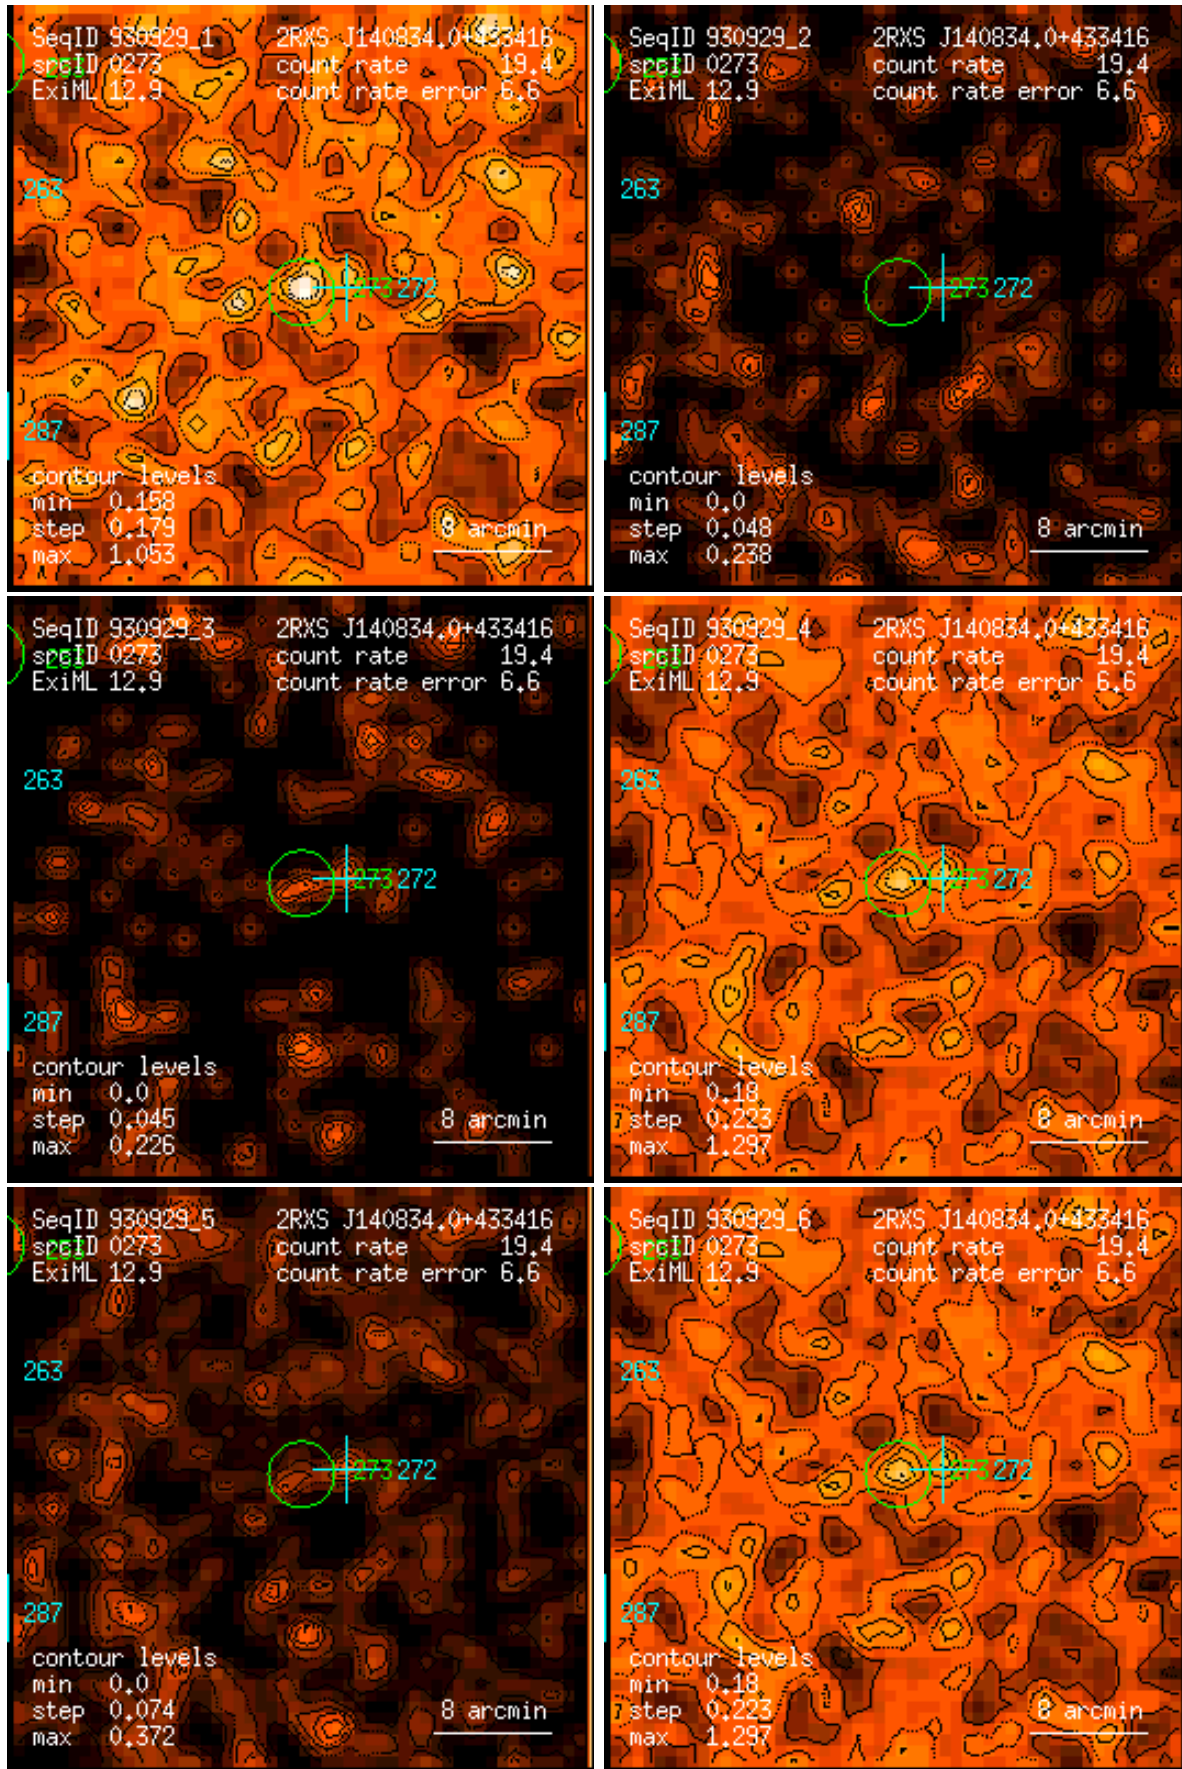 SeqID 930929_1 2RXS J140834.0+433416
srcID 0273 count rate 19.4
ExiML 12.9 count rate error 6.6
263
273 272
287
contour levels
min 0.158
step 0.179
max 1.053
8 arcmin
SeqID 930929_2 2RXS J140834.0+433416
srcID 0273 count rate 19.4
ExiML 12.9 count rate error 6.6
263
273 272
287
contour levels
min 0.0
step 0.048
max 0.238
8 arcmin
SeqID 930929_3 2RXS J140834.0+433416
srcID 0273 count rate 19.4
ExiML 12.9 count rate error 6.6
263
273 272
287
contour levels
min 0.0
step 0.045
max 0.226
8 arcmin
SeqID 930929_4 2RXS J140834.0+433416
srcID 0273 count rate 19.4
ExiML 12.9 count rate error 6.6
263
273 272
287
contour levels
min 0.18
step 0.223
max 1.297
8 arcmin
SeqID 930929_5 2RXS J140834.0+433416
srcID 0273 count rate 19.4
ExiML 12.9 count rate error 6.6
263
273 272
287
contour levels
min 0.0
step 0.074
max 0.372
8 arcmin
SeqID 930929_6 2RXS J140834.0+433416
srcID 0273 count rate 19.4
ExiML 12.9 count rate error 6.6
263
273 272
287
contour levels
min 0.18
step 0.223
max 1.297
8 arcmin